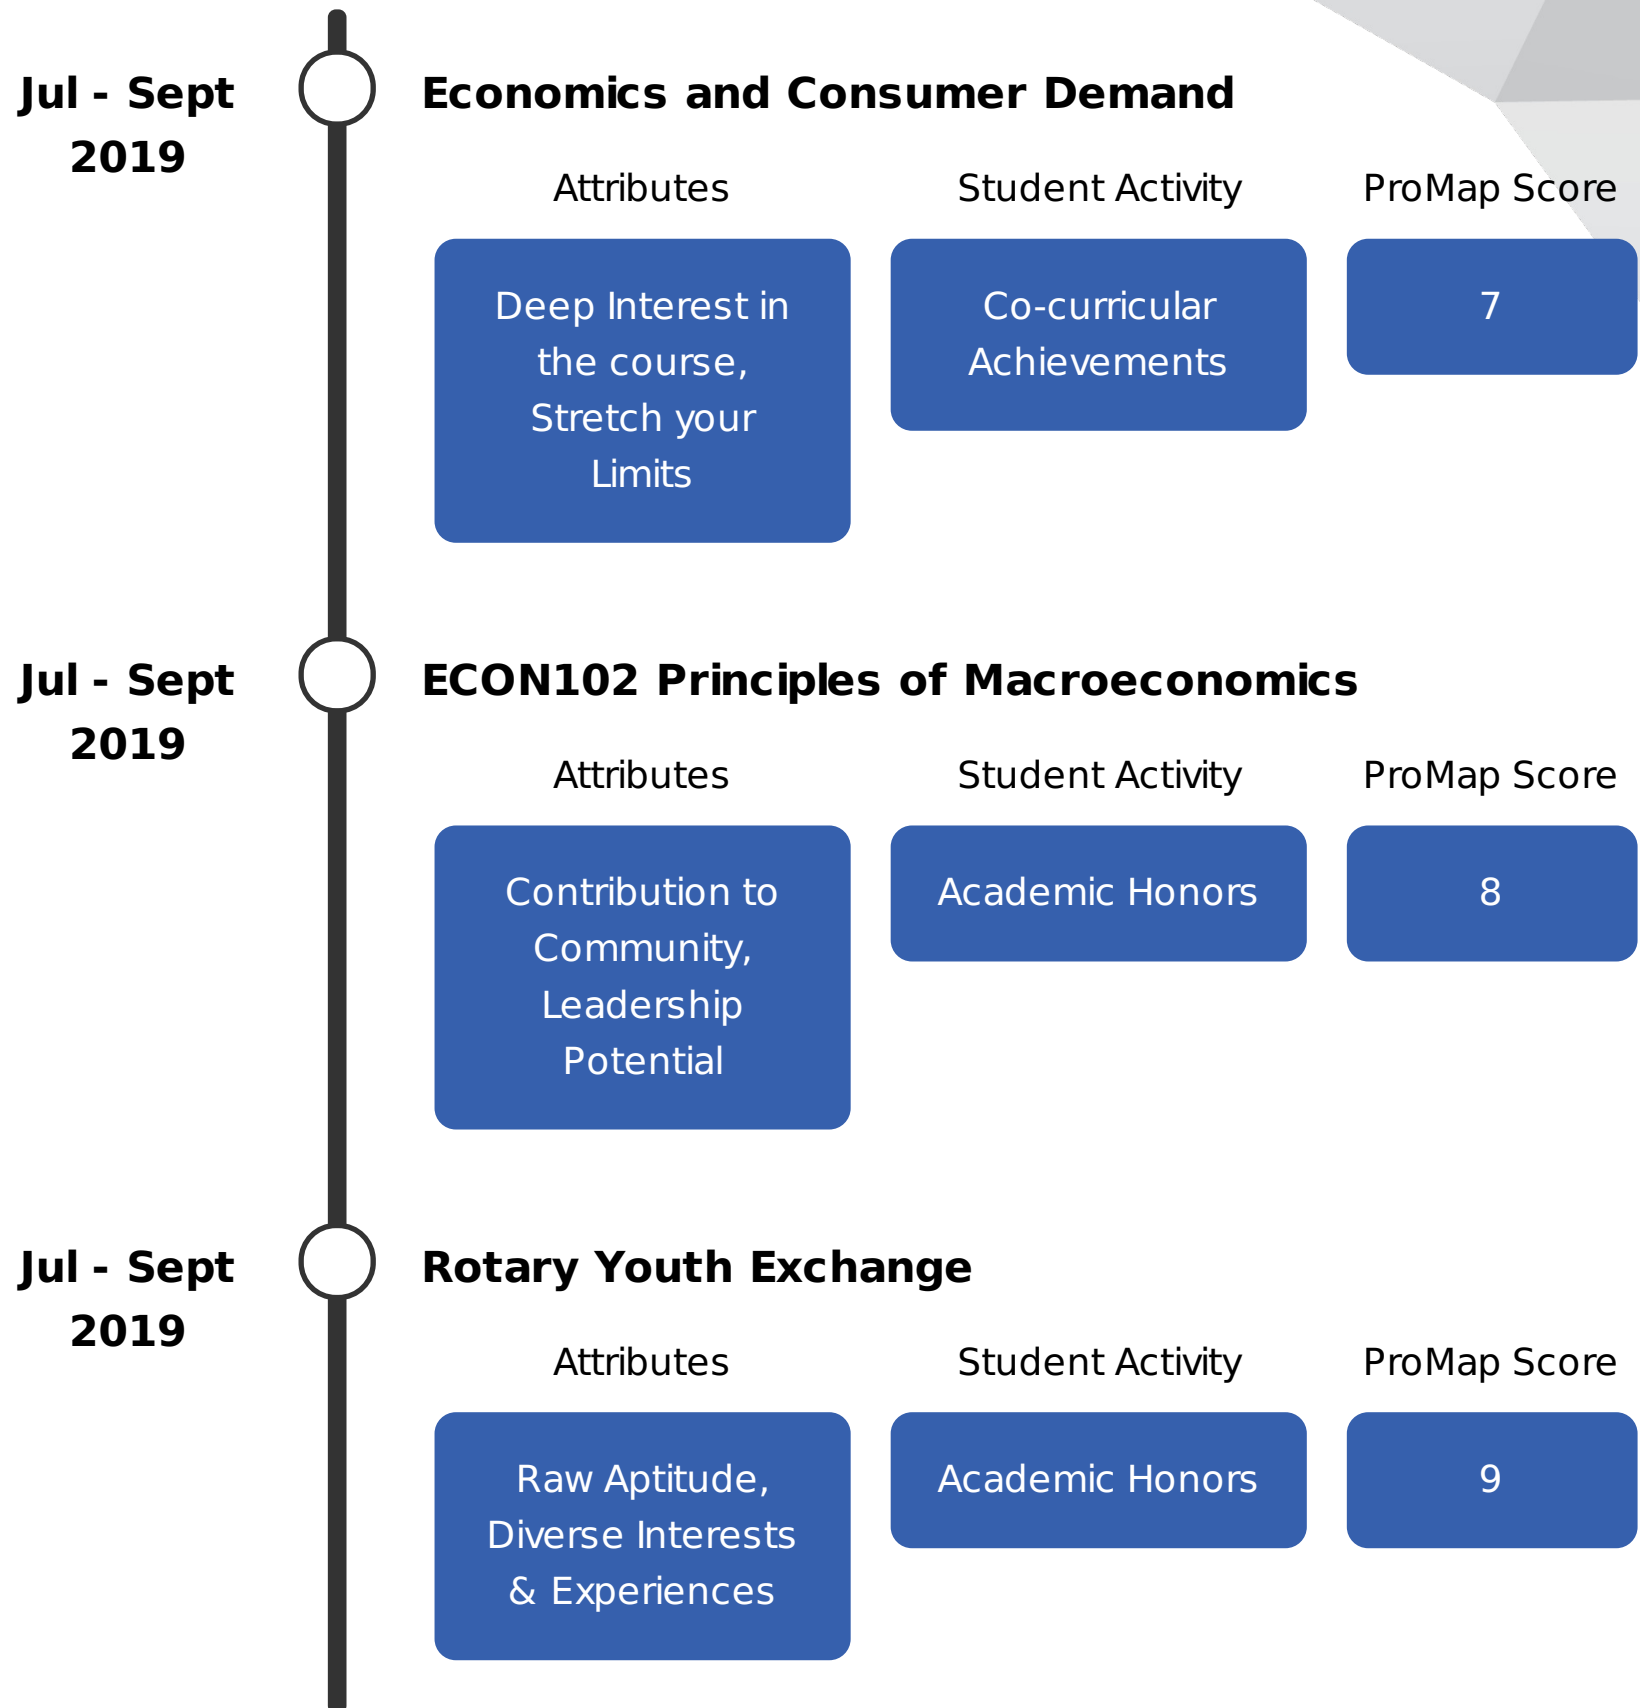 Jul - Sept
2019
Economics and Consumer Demand
Attributes
Student Activity
ProMap Score
Deep Interest in
the course,
Stretch your
Limits
Co-curricular
Achievements
7
Jul - Sept
2019
ECON102 Principles of Macroeconomics
Attributes
Student Activity
ProMap Score
Contribution to
Community,
Leadership
Potential
Academic Honors
8
Jul - Sept
2019
Rotary Youth Exchange
Attributes
Student Activity
ProMap Score
Raw Aptitude,
Diverse Interests
& Experiences
Academic Honors
9